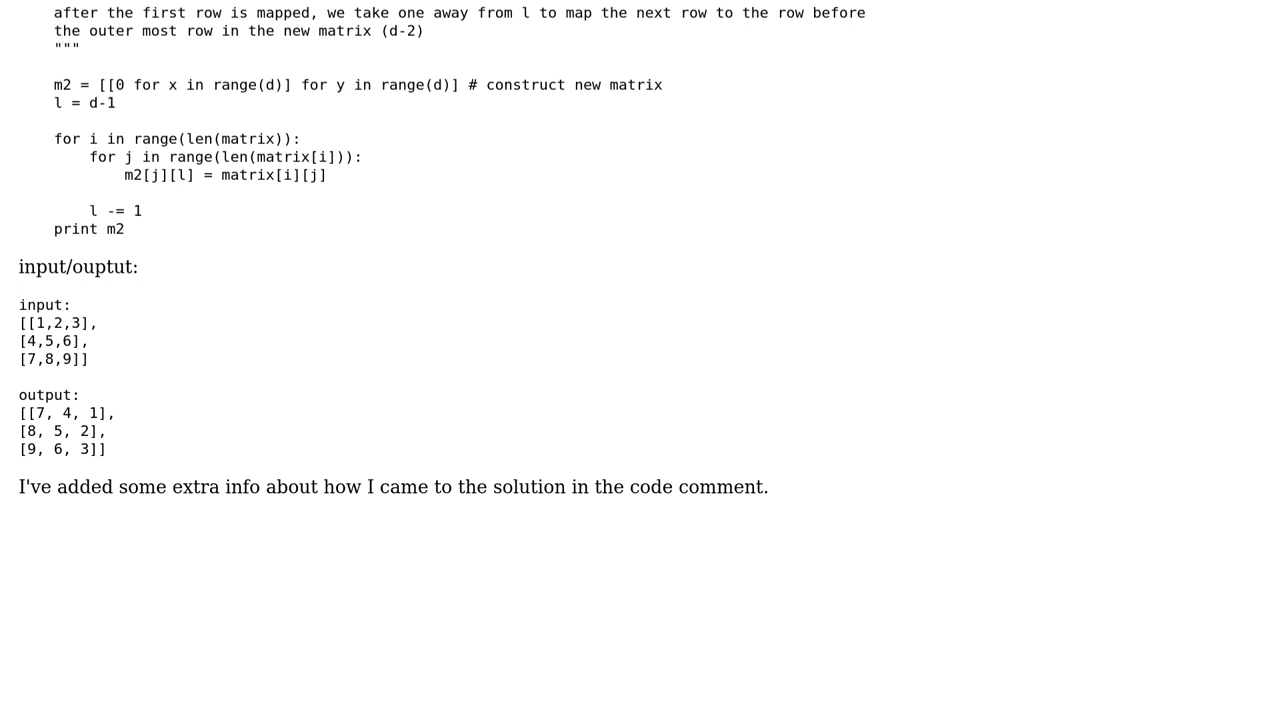 after the first row is mapped, we take one away from l to map the next row to the row before
the outer most row in the new matrix (d-2)
"""
m2 = [[0 for x in range(d)] for y in range(d)] # construct new matrix
l = d-1
for i in range(len(matrix)):
for j in range(len(matrix[i])):
m2[j][l] = matrix[i][j]
l -= 1
print m2
input/ouptut:
input:
[[1,2,3],
[4,5,6],
[7,8,9]]
output:
[[7, 4, 1],
[8, 5, 2],
[9, 6, 3]]
I've added some extra info about how I came to the solution in the code comment.